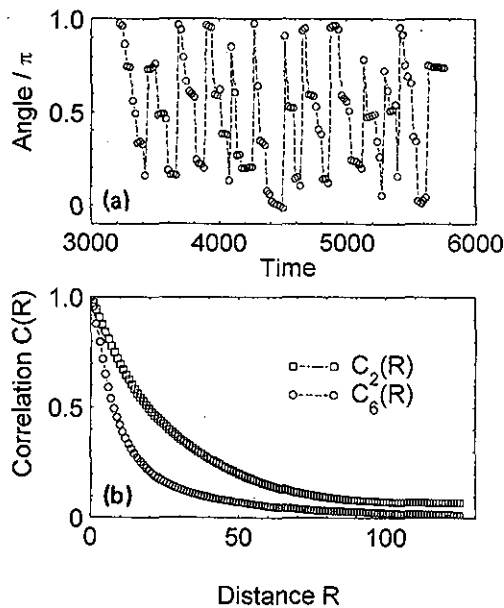 1.0
Angle / π
0.5
0
(a)
3000 4000 5000 6000
Time
1.0
Correlation C(R)
0.5
0
(b)
C₂(R)
C₆(R)
0 50 100
Distance R